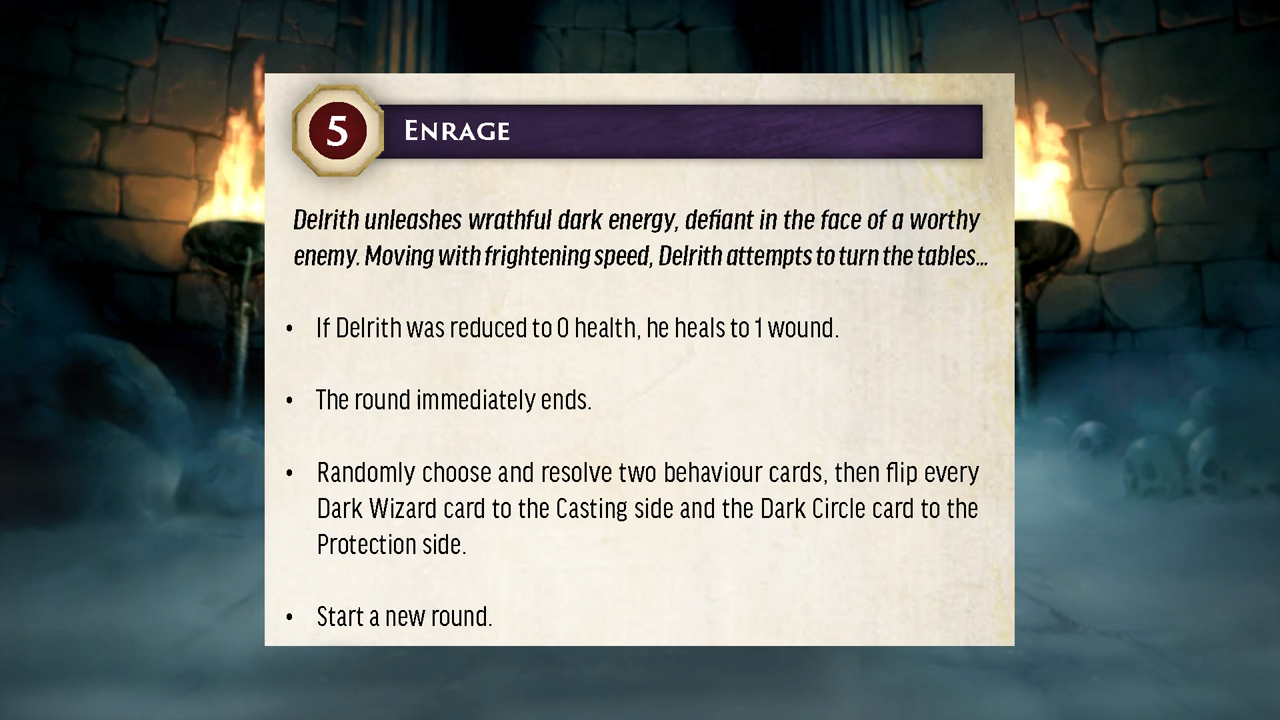 5
Enrage
Delrith unleashes wrathful dark energy, defiant in the face of a worthy
enemy. Moving with frightening speed, Delrith attempts to turn the tables...
• If Delrith was reduced to 0 health, he heals to 1 wound.
• The round immediately ends.
• Randomly choose and resolve two behaviour cards, then flip every
Dark Wizard card to the Casting side and the Dark Circle card to the
Protection side.
• Start a new round.